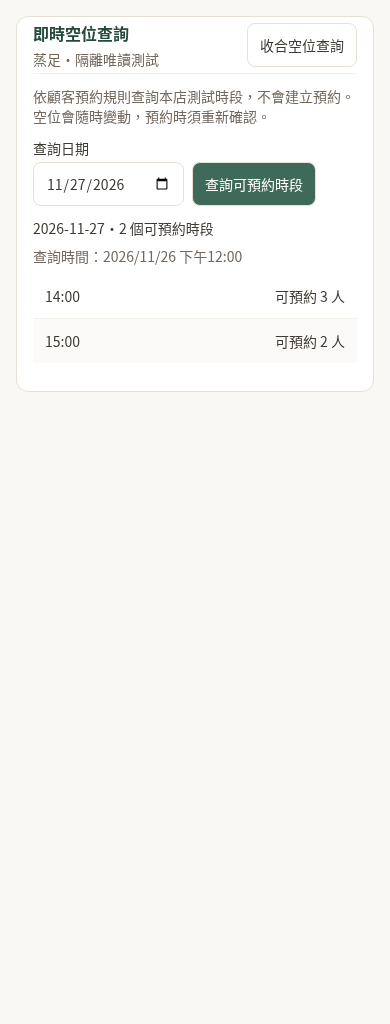 即時空位查詢
蒸足・隔離唯讀測試
收合空位查詢
依顧客預約規則查詢本店測試時段，不會建立預約。
空位會隨時變動，預約時須重新確認。
查詢日期
11/27/2026
查詢可預約時段
2026-11-27・2 個可預約時段
查詢時間：2026/11/26 下午12:00
14:00 可預約 3 人
15:00 可預約 2 人